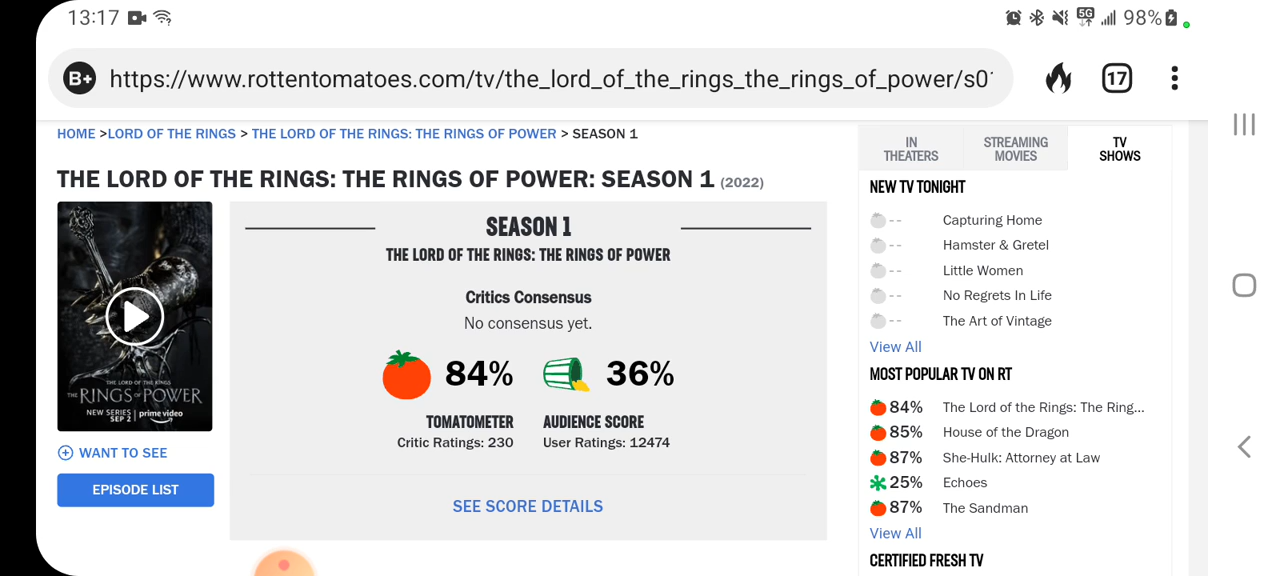 13:17
5G
98%
B+
https://www.rottentomatoes.com/tv/the_lord_of_the_rings_the_rings_of_power/s01
17
HOME >LORD OF THE RINGS > THE LORD OF THE RINGS: THE RINGS OF POWER > SEASON 1
THE LORD OF THE RINGS: THE RINGS OF POWER: SEASON 1 (2022)
THE LORD OF THE RINGS
THE RINGS OF POWER
NEW SERIES SEP 2 | prime video
WANT TO SEE
EPISODE LIST
SEASON 1
THE LORD OF THE RINGS: THE RINGS OF POWER
Critics Consensus
No consensus yet.
84% 36%
TOMATOMETER AUDIENCE SCORE
Critic Ratings: 230 User Ratings: 12474
SEE SCORE DETAILS
IN THEATERS
STREAMING MOVIES
TV SHOWS
NEW TV TONIGHT
-- Capturing Home
-- Hamster & Gretel
-- Little Women
-- No Regrets In Life
-- The Art of Vintage
View All
MOST POPULAR TV ON RT
84% The Lord of the Rings: The Ring...
85% House of the Dragon
87% She-Hulk: Attorney at Law
25% Echoes
87% The Sandman
View All
CERTIFIED FRESH TV